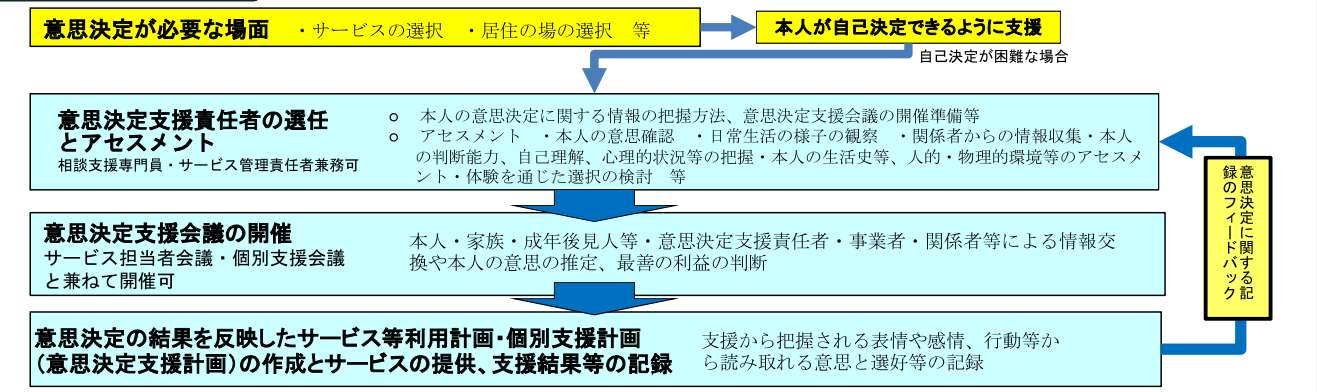 意思決定が必要な場面 ・サービスの選択 ・居住の場の選択 等
本人が自己決定できるように支援
自己決定が困難な場合
意思決定支援責任者の選任
とアセスメント
相談支援専門員・サービス管理責任者兼務可
○ 本人の意思決定に関する情報の把握方法、意思決定支援会議の開催準備等
○ アセスメント ・本人の意思確認 ・日常生活の様子の観察 ・関係者からの情報収集・本人
の判断能力、自己理解、心理的状況等の把握・本人の生活史等、人的・物理的環境等のアセスメ
ント・体験を通じた選択の検討 等
意思決定支援会議の開催
サービス担当者会議・個別支援会議
と兼ねて開催可
本人・家族・成年後見人等・意思決定支援責任者・事業者・関係者等による情報交
換や本人の意思の推定、最善の利益の判断
意思決定の結果を反映したサービス等利用計画・個別支援計画
(意思決定支援計画)の作成とサービスの提供、支援結果等の記録
支援から把握される表情や感情、行動等か
ら読み取れる意思と選好等の記録
意思決定に関する記
録のフィードバック